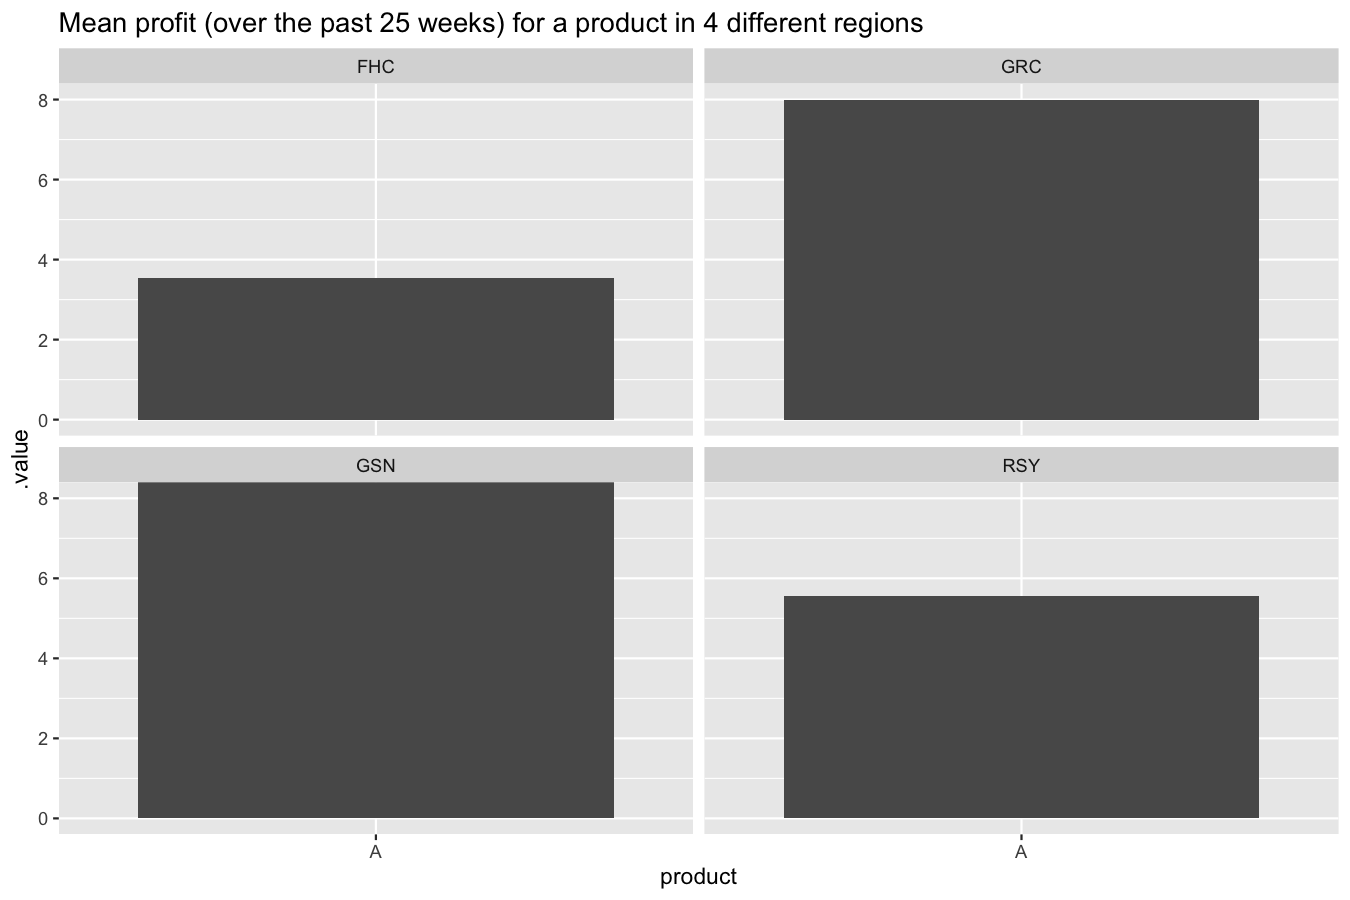 Mean profit (over the past 25 weeks) for a product in 4 different regions
FHC
GRC
8
6
4
2
0
GSN
RSY
8
6
4
2
0
.value
A
A
product